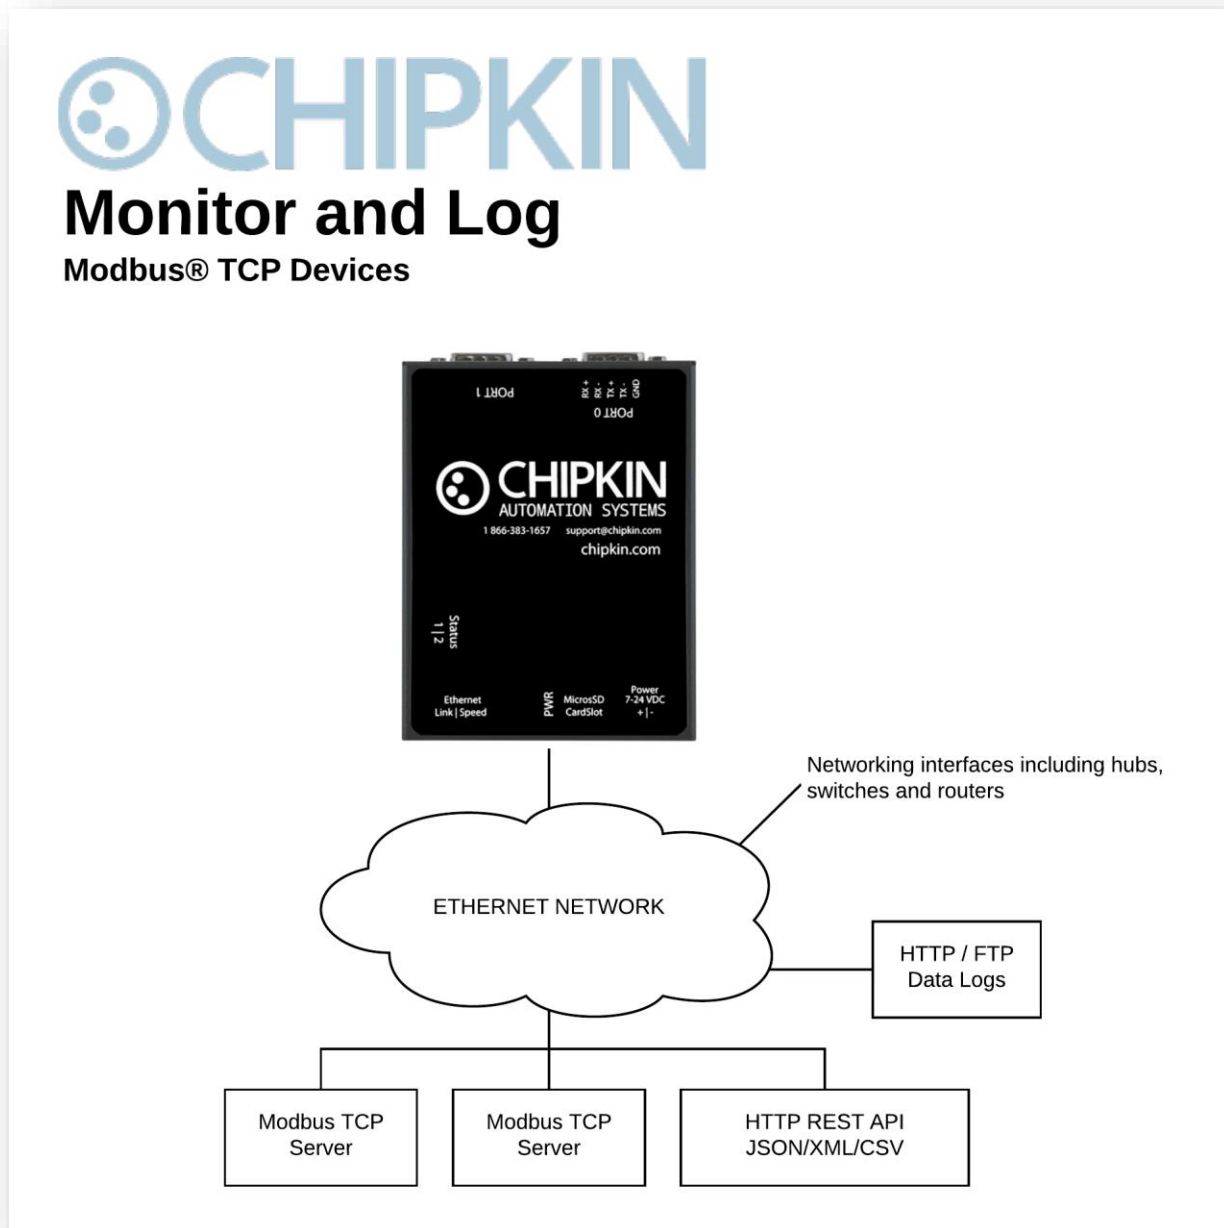 CHIPKIN
Monitor and Log
Modbus® TCP Devices
PORT 1
RX +
RX -
TX +
TX -
GND
PORT 0
CHIPKIN
AUTOMATION SYSTEMS
1 866-383-1657 support@chipkin.com
chipkin.com
Status
1 | 2
Ethernet
Link | Speed
PWR
MicrosSD
CardSlot
Power
7-24 VDC
+ | -
Networking interfaces including hubs,
switches and routers
ETHERNET NETWORK
HTTP / FTP
Data Logs
Modbus TCP
Server
Modbus TCP
Server
HTTP REST API
JSON/XML/CSV